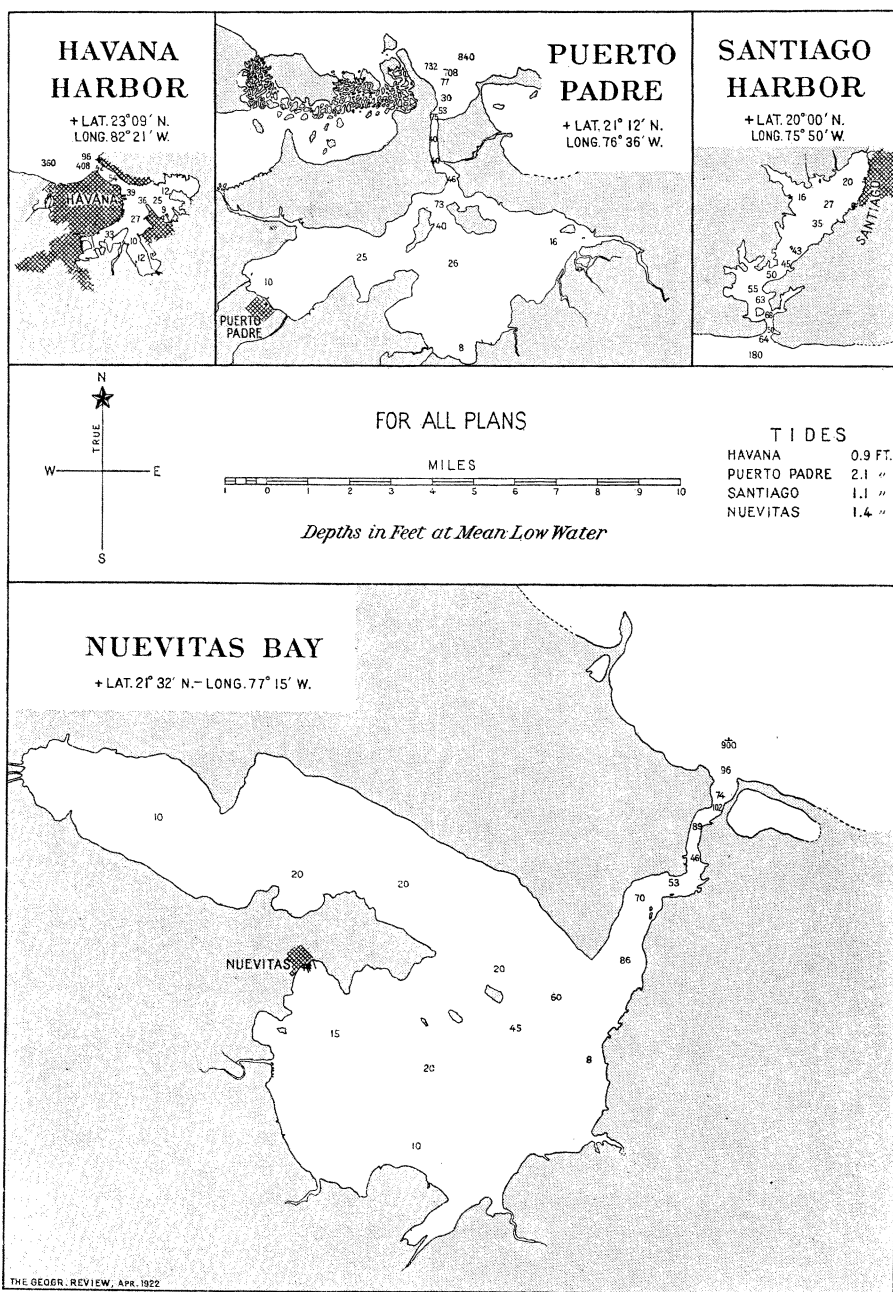 HAVANA
HARBOR
+ LAT. 23° 09' N.
LONG. 82° 21' W.
360
96
408
HAVANA
39
12
36
25
9
27
33
10
12
PUERTO
PADRE
+ LAT. 21° 12' N.
LONG. 76° 36' W.
840
732
708
77
30
53
40
46
73
40
16
25
26
10
PUERTO
PADRE
8
SANTIAGO
HARBOR
+ LAT. 20° 00' N.
LONG. 75° 50' W.
20
16
27
SANTIAGO
35
43
45
50
55
63
66
64
180
N
TRUE
W
E
S
FOR ALL PLANS
MILES
1 0 1 2 3 4 5 6 7 8 9 10
Depths in Feet at Mean Low Water
TIDES
HAVANA 0.9 FT.
PUERTO PADRE 2.1 "
SANTIAGO 1.1 "
NUEVITAS 1.4 "
NUEVITAS BAY
+ LAT. 21° 32' N. – LONG. 77° 15' W.
900
96
74
102
89
46
53
70
10
20
20
86
NUEVITAS
20
60
15
45
8
20
10
THE GEOGR. REVIEW, APR. 1922